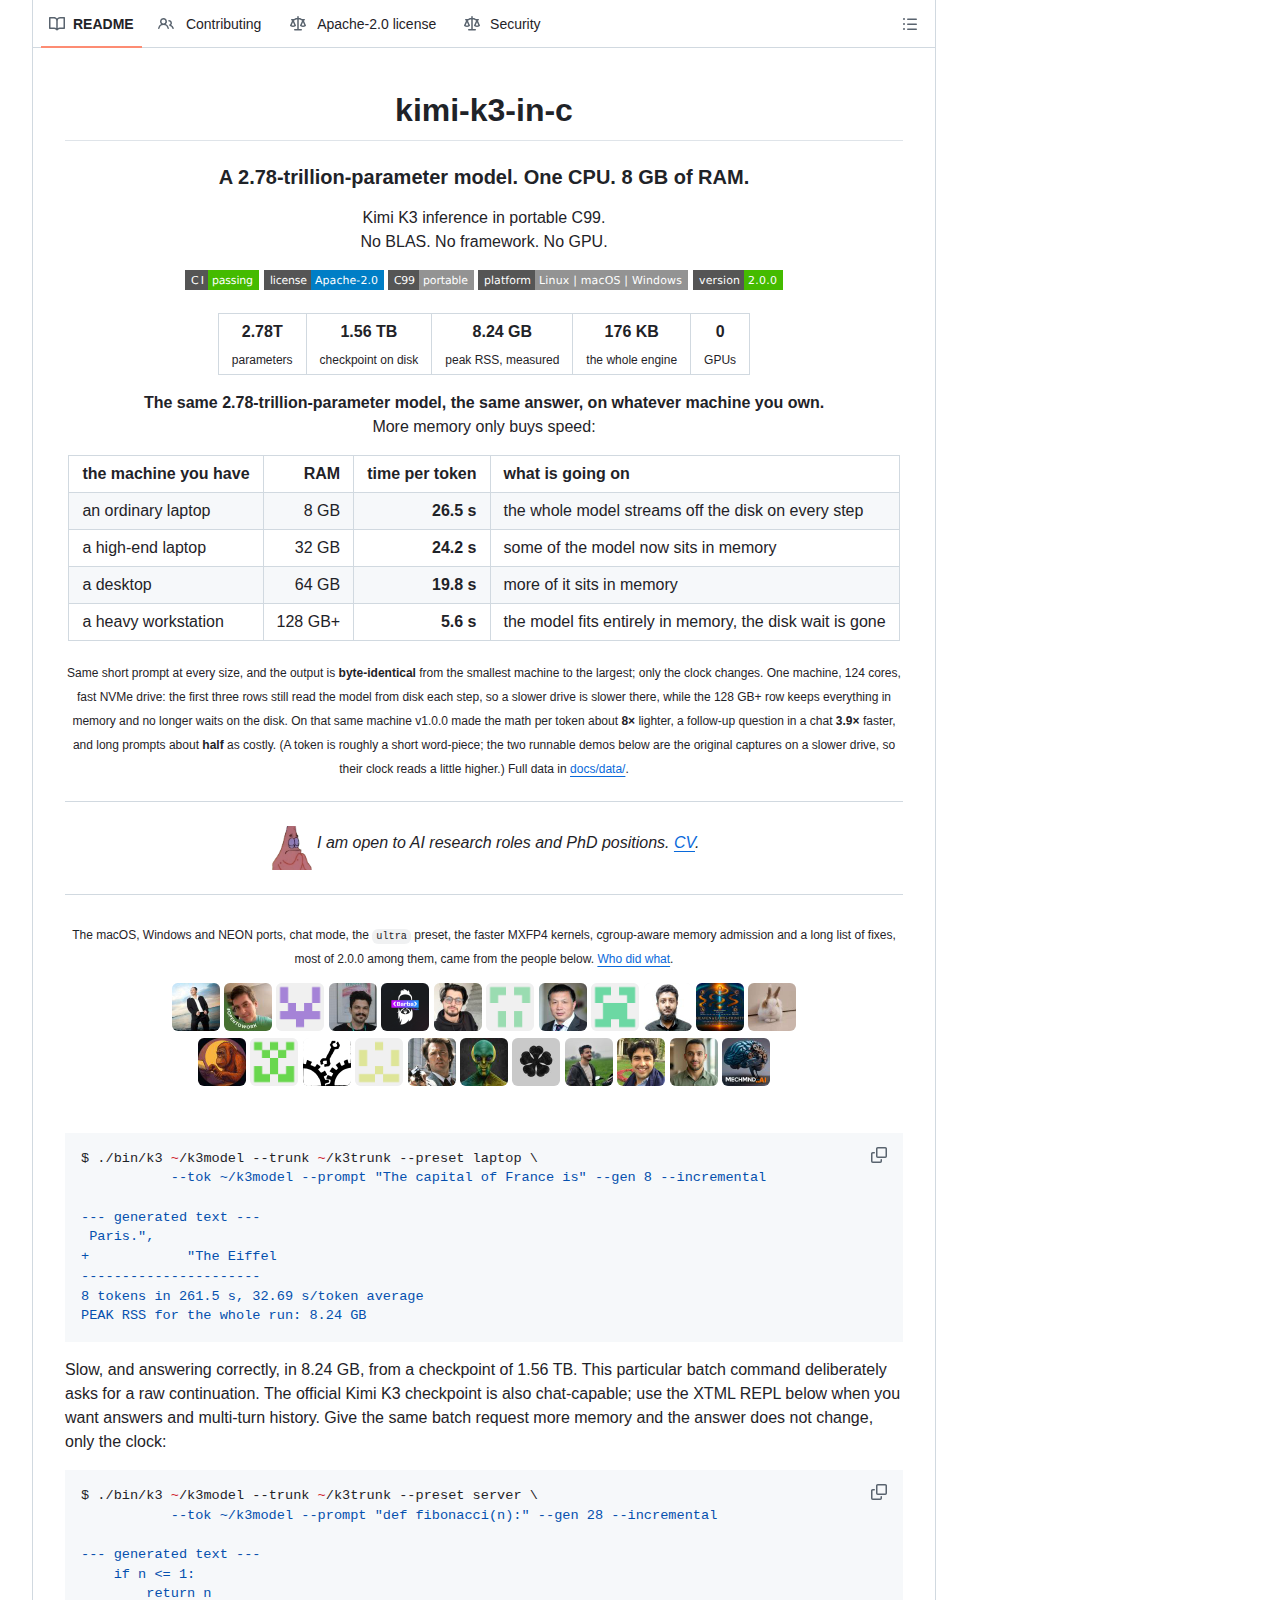 README
Contributing
Apache-2.0 license
Security
kimi-k3-in-c
A 2.78-trillion-parameter model. One CPU. 8 GB of RAM.
Kimi K3 inference in portable C99.
No BLAS. No framework. No GPU.
CI passing license Apache-2.0 C99 portable platform Linux | macOS | Windows version 2.0.0
2.78T 1.56 TB 8.24 GB 176 KB 0
parameters checkpoint on disk peak RSS, measured the whole engine GPUs
The same 2.78-trillion-parameter model, the same answer, on whatever machine you own.
More memory only buys speed:
the machine you have RAM time per token what is going on
an ordinary laptop 8 GB 26.5 s the whole model streams off the disk on every step
a high-end laptop 32 GB 24.2 s some of the model now sits in memory
a desktop 64 GB 19.8 s more of it sits in memory
a heavy workstation 128 GB+ 5.6 s the model fits entirely in memory, the disk wait is gone
Same short prompt at every size, and the output is byte-identical from the smallest machine to the largest; only the clock changes. One machine, 124 cores,
fast NVMe drive: the first three rows still read the model from disk each step, so a slower drive is slower there, while the 128 GB+ row keeps everything in
memory and no longer waits on the disk. On that same machine v1.0.0 made the math per token about 8× lighter, a follow-up question in a chat 3.9× faster,
and long prompts about half as costly. (A token is roughly a short word-piece; the two runnable demos below are the original captures on a slower drive, so
their clock reads a little higher.) Full data in docs/data/.
I am open to AI research roles and PhD positions. CV.
The macOS, Windows and NEON ports, chat mode, the ultra preset, the faster MXFP4 kernels, cgroup-aware memory admission and a long list of fixes,
most of 2.0.0 among them, came from the people below. Who did what.
MECHMND.AI
$ ./bin/k3 ~/k3model --trunk ~/k3trunk --preset laptop \
--tok ~/k3model --prompt "The capital of France is" --gen 8 --incremental
--- generated text ---
Paris.",
+ "The Eiffel
----------------------
8 tokens in 261.5 s, 32.69 s/token average
PEAK RSS for the whole run: 8.24 GB
Slow, and answering correctly, in 8.24 GB, from a checkpoint of 1.56 TB. This particular batch command deliberately
asks for a raw continuation. The official Kimi K3 checkpoint is also chat-capable; use the XTML REPL below when you
want answers and multi-turn history. Give the same batch request more memory and the answer does not change,
only the clock:
$ ./bin/k3 ~/k3model --trunk ~/k3trunk --preset server \
--tok ~/k3model --prompt "def fibonacci(n):" --gen 28 --incremental
--- generated text ---
if n <= 1:
return n